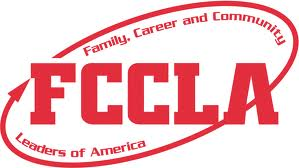 Family, Career and Community
FCCLA
Leaders of America